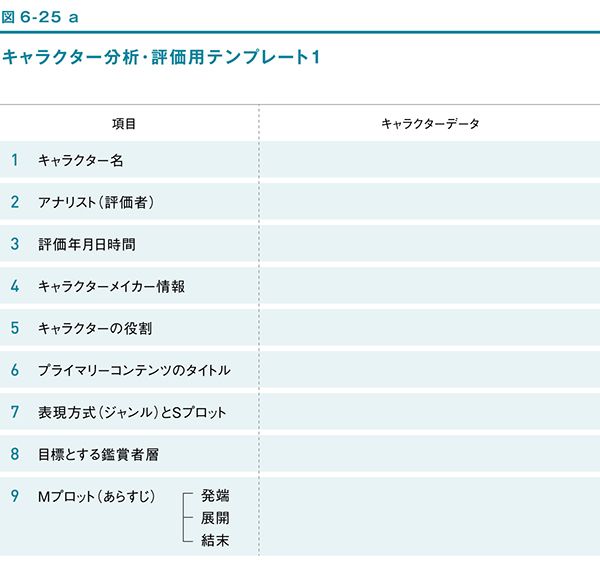 図6-25 a
キャラクター分析・評価用テンプレート1
項目 キャラクターデータ
1 キャラクター名
2 アナリスト(評価者)
3 評価年月日時間
4 キャラクターメイカー情報
5 キャラクターの役割
6 プライマリーコンテンツのタイトル
7 表現方式(ジャンル)とSプロット
8 目標とする鑑賞者層
9 Mプロット(あらすじ) 発端
展開
結末